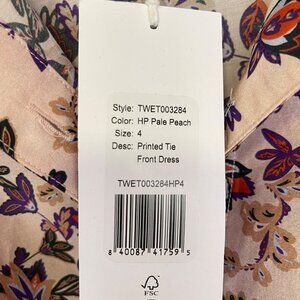 Style: TWET003284
Color: HP Pale Peach
Size: 4
Desc: Printed Tie
Front Dress
TWET003284HP4
8 40087 41759 5
FSC